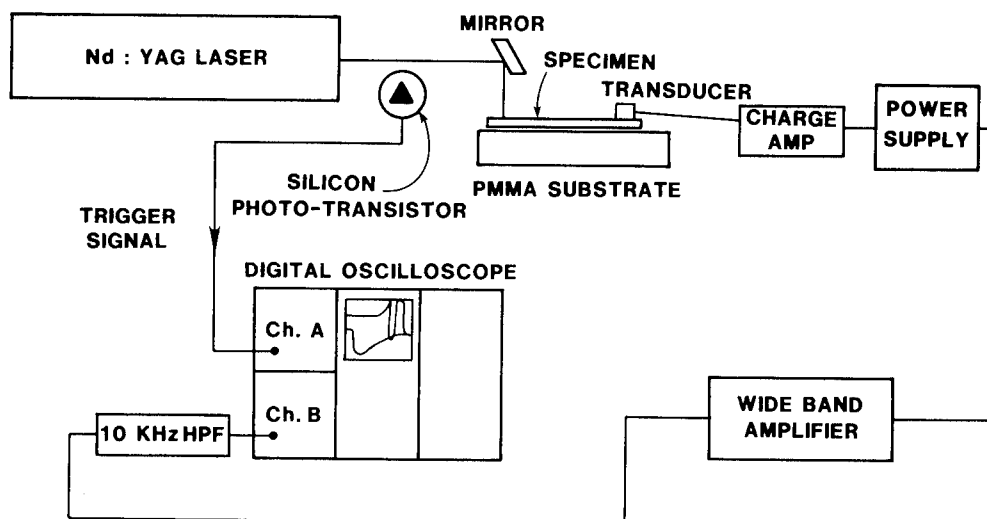 MIRROR
Nd : YAG LASER
SPECIMEN
TRANSDUCER
CHARGE
AMP
POWER
SUPPLY
SILICON
PHOTO-TRANSISTOR
PMMA SUBSTRATE
TRIGGER
SIGNAL
DIGITAL OSCILLOSCOPE
Ch. A
Ch. B
10 KHz HPF
WIDE BAND
AMPLIFIER